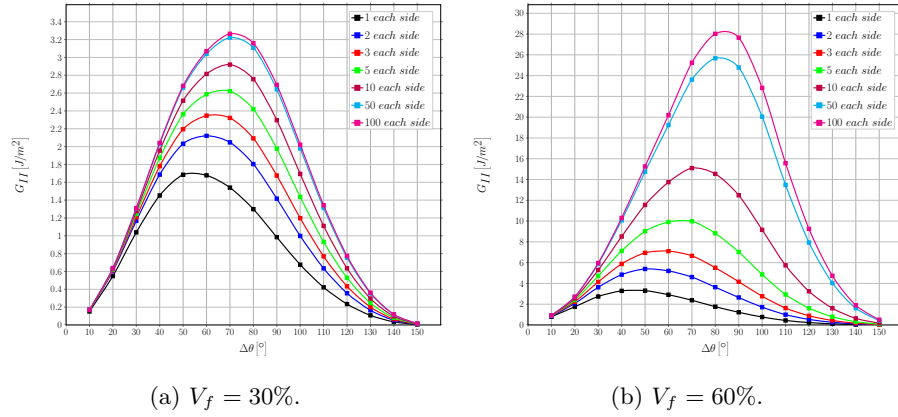 3.4
3.2
3
2.8
2.6
2.4
2.2
2
1.8
1.6
1.4
1.2
1
0.8
0.6
0.4
0.2
0
G_{II} [J/m^2]
10 20 30 40 50 60 70 80 90 100 110 120 130 140 150
Δθ [°]
1 each side
2 each side
3 each side
5 each side
10 each side
50 each side
100 each side
(a) V_f = 30%.
30
28
26
24
22
20
18
16
14
12
10
8
6
4
2
0
G_{II} [J/m^2]
10 20 30 40 50 60 70 80 90 100 110 120 130 140 150
Δθ [°]
1 each side
2 each side
3 each side
5 each side
10 each side
50 each side
100 each side
(b) V_f = 60%.